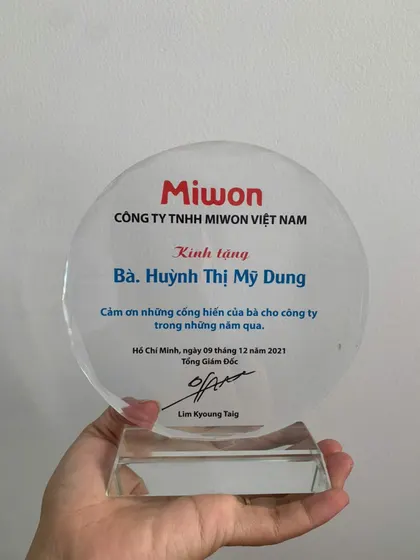 Miwon
CÔNG TY TNHH MIWON VIỆT NAM
Kính tặng
Bà. Huỳnh Thị Mỹ Dung
Cảm ơn những cống hiến của bà cho công ty
trong những năm qua.
Hồ Chí Minh, ngày 09 tháng 12 năm 2021
Tổng Giám Đốc
Lim Kyoung Taig